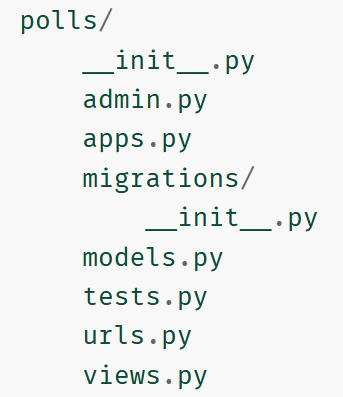 polls/
    __init__.py
    admin.py
    apps.py
    migrations/
        __init__.py
    models.py
    tests.py
    urls.py
    views.py